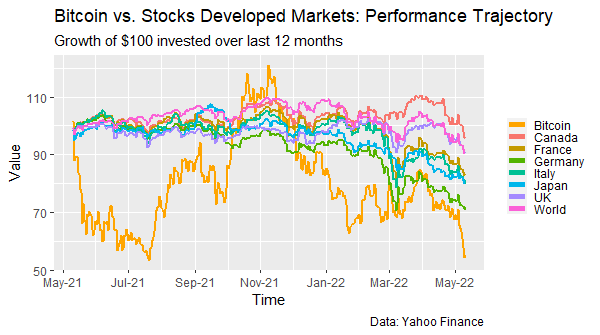 Bitcoin vs. Stocks Developed Markets: Performance Trajectory
Growth of $100 invested over last 12 months
Value
110
90
70
50
May-21 Jul-21 Sep-21 Nov-21 Jan-22 Mar-22 May-22
Time
Bitcoin
Canada
France
Germany
Italy
Japan
UK
World
Data: Yahoo Finance